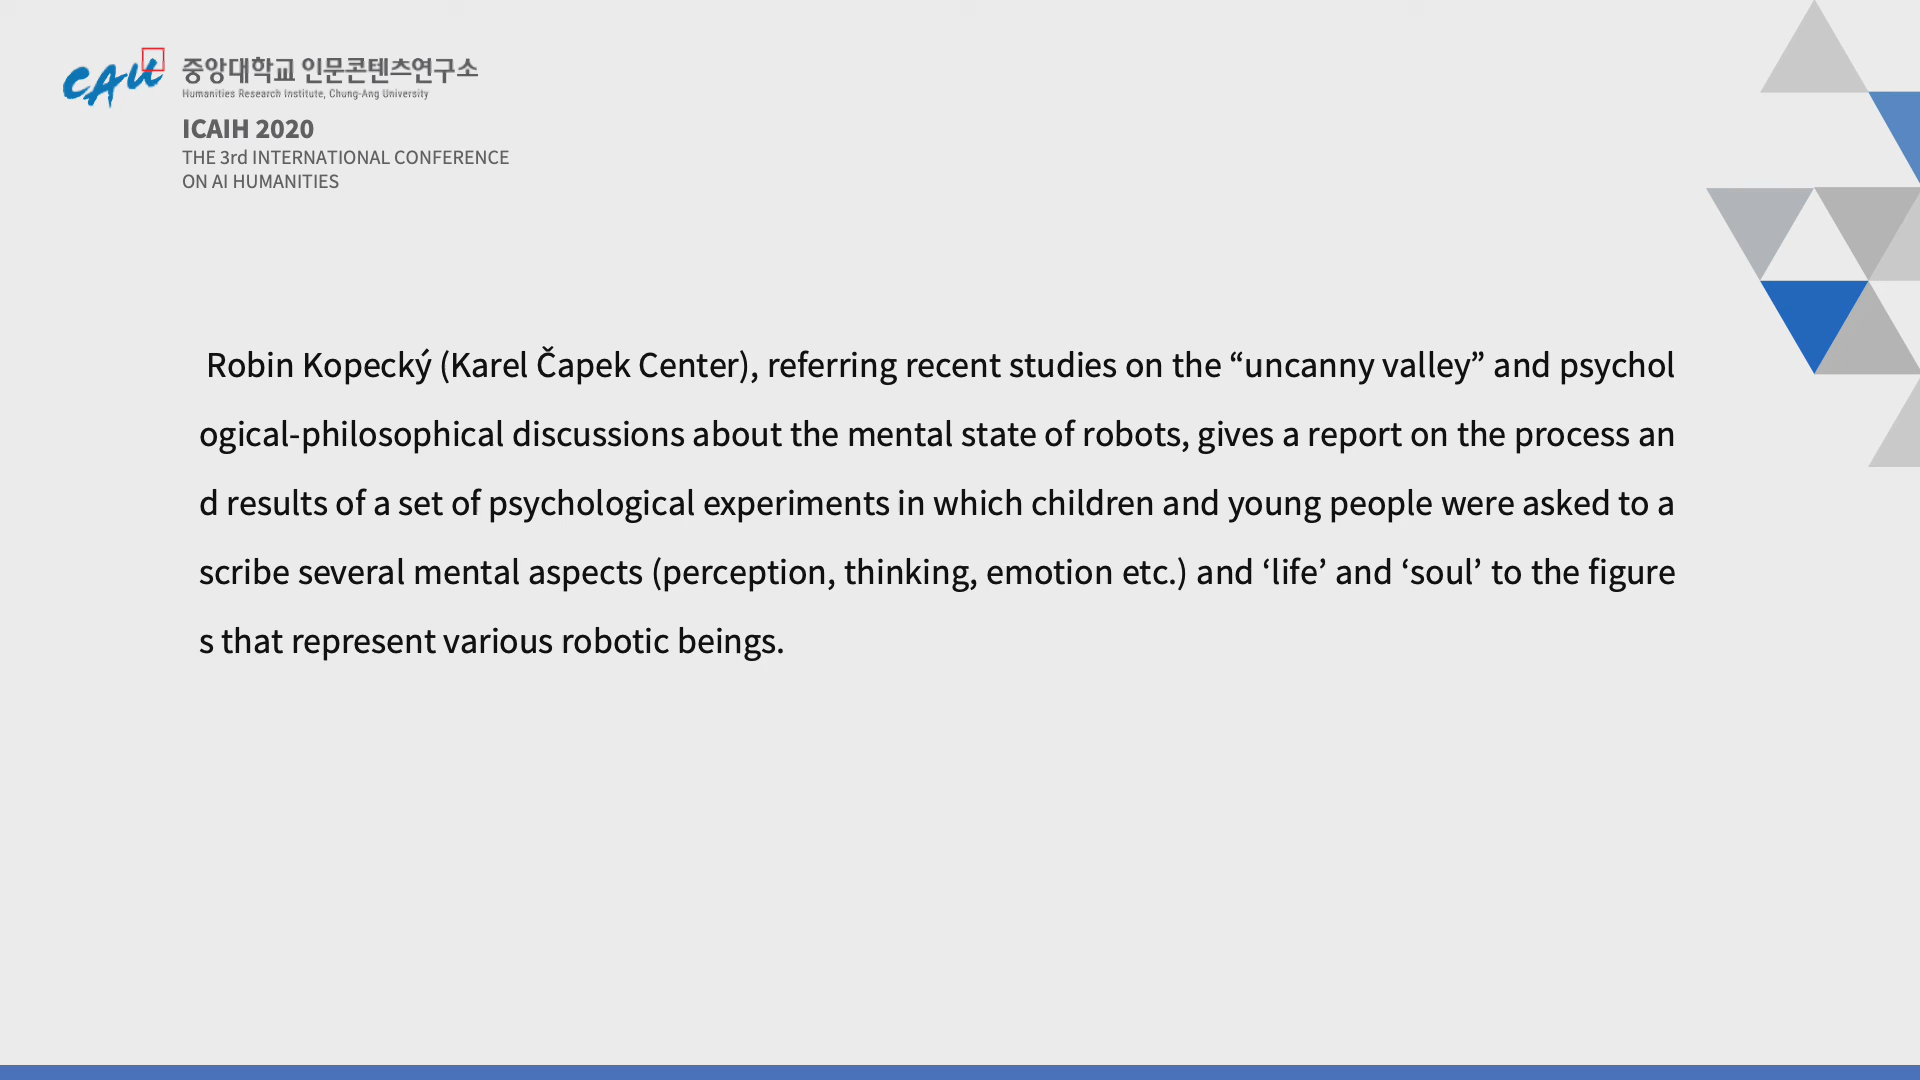 CAU 중앙대학교 인문콘텐츠연구소
Humanities Research Institute, Chung-Ang University
ICAIH 2020
THE 3rd INTERNATIONAL CONFERENCE
ON AI HUMANITIES
Robin Kopecký (Karel Čapek Center), referring recent studies on the “uncanny valley” and psychol
ogical-philosophical discussions about the mental state of robots, gives a report on the process an
d results of a set of psychological experiments in which children and young people were asked to a
scribe several mental aspects (perception, thinking, emotion etc.) and ‘life’ and ‘soul’ to the figure
s that represent various robotic beings.